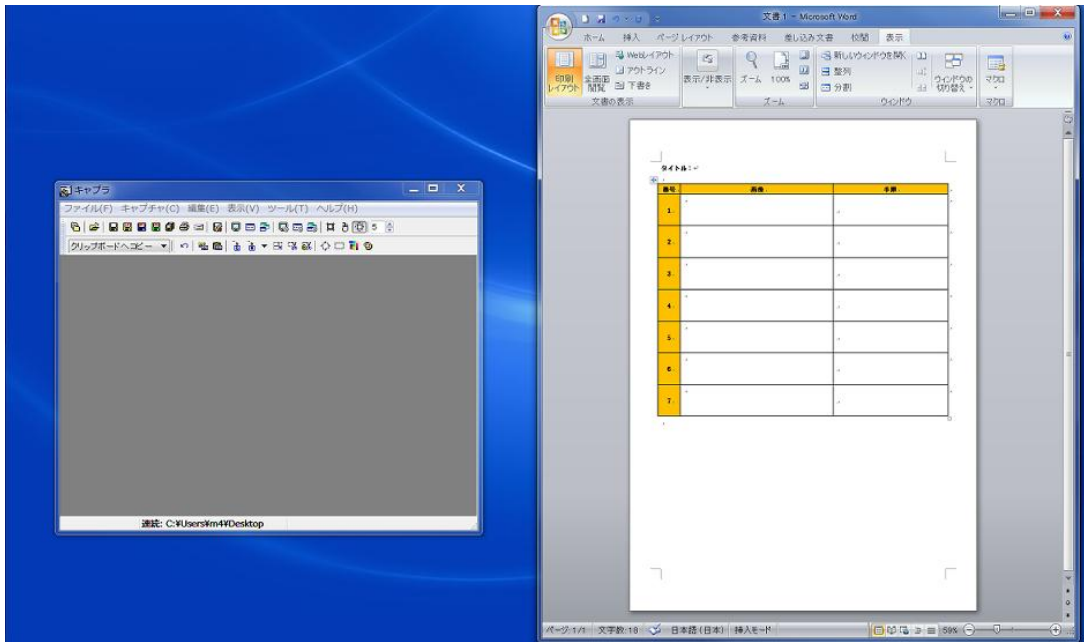 キャプラ
ファイル(F) キャプチャ(C) 編集(E) 表示(V) ツール(T) ヘルプ(H)
5
クリップボードへコピー
連続: C:¥Users¥m4¥Desktop
文書 1 - Microsoft Word
ホーム 挿入 ページ レイアウト 参考資料 差し込み文書 校閲 表示
印刷レイアウト
全画面閲覧
Webレイアウト
アウトライン
下書き
文書の表示
表示/非表示
ズーム 100%
ズーム
新しいウィンドウを開く
整列
分割
ウィンドウの切り替え
ウィンドウ
マクロ
マクロ
タイトル:
番号 画像 手順
1.
2.
3.
4.
5.
6.
7.
ページ: 1/1 文字数: 18 日本語 (日本) 挿入モード 59%